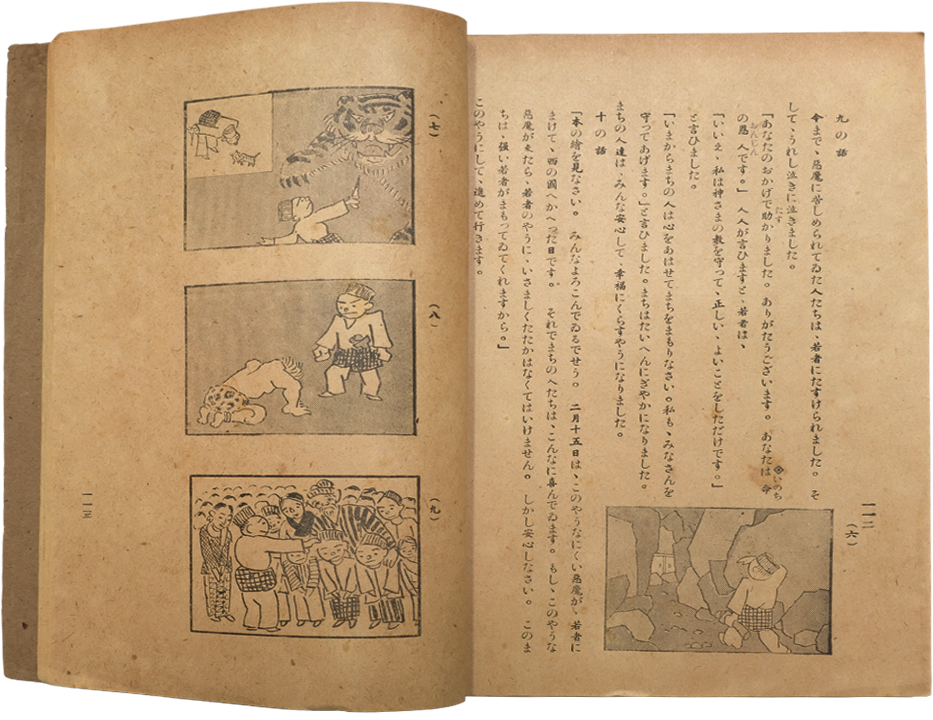 九の話
今まで、惡魔に苦しめられてゐた人たちは、若者にたすけられました。そ
して、うれし泣きに泣きました。
「あなたのおかげで助かりました。ありがたうございます。あなたは命
たす
いのち
の恩人です。」人人が言ひますと、若者は、
おんじん
「いいえ、私は神さまの教を守つて、正しい、よいことをしただけです。」
と言ひました。
「いまからまちの人は心をあはせてまちをまもりなさい。私も、みなさんを
守つてあげます。」と言ひました。まちはたいへんにぎやかになりました。
まちの人達は、みんな安心して、幸福にくらすやうになりました。
十の話
「本の繪を見なさい。みんなよろこんでゐるでせう。二月十五日は、このやうなにくい惡魔が、若者に
まけて、西の國へかへつた日です。それでまちの人たちは、こんなに喜んでゐます。もし、このやうな
惡魔が來たら、若者のやうに、いさましくたたかはなくてはいけません。しかし安心しなさい。このま
ちは、强い若者がまもつてゐてくれますから。」
このやうにして、進めて行きます。
一一二
(六)
(七)
(八)
(九)
一一三